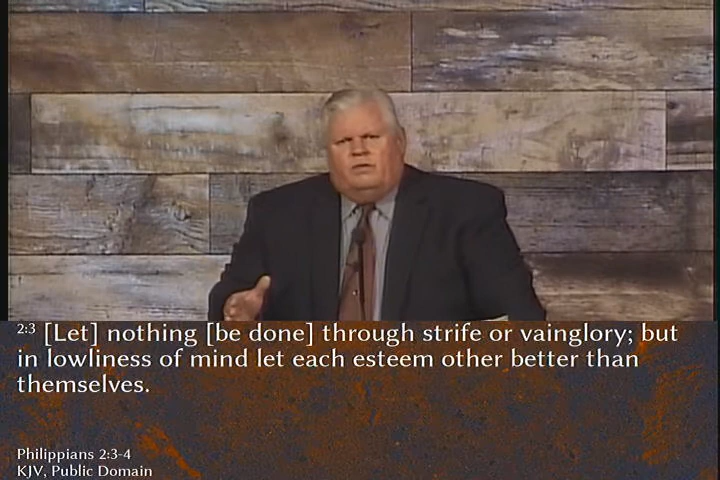 2:3 [Let] nothing [be done] through strife or vainglory; but
in lowliness of mind let each esteem other better than
themselves.
Philippians 2:3-4
KJV, Public Domain